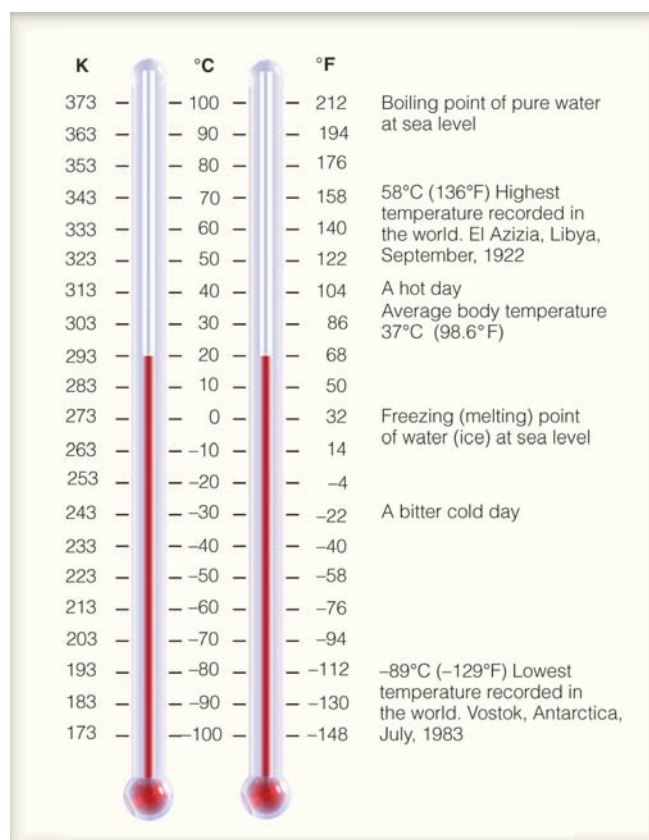 K °C °F
373 100 212 Boiling point of pure water
at sea level
363 90 194
353 80 176
343 70 158 58°C (136°F) Highest
temperature recorded in
333 60 140 the world. El Azizia, Libya,
September, 1922
323 50 122
313 40 104 A hot day
Average body temperature
303 30 86 37°C (98.6°F)
293 20 68
283 10 50
273 0 32 Freezing (melting) point
of water (ice) at sea level
263 –10 14
253 –20 –4
243 –30 –22 A bitter cold day
233 –40 –40
223 –50 –58
213 –60 –76
203 –70 –94
193 –80 –112 –89°C (–129°F) Lowest
temperature recorded in
183 –90 –130 the world. Vostok, Antarctica,
173 –100 –148 July, 1983